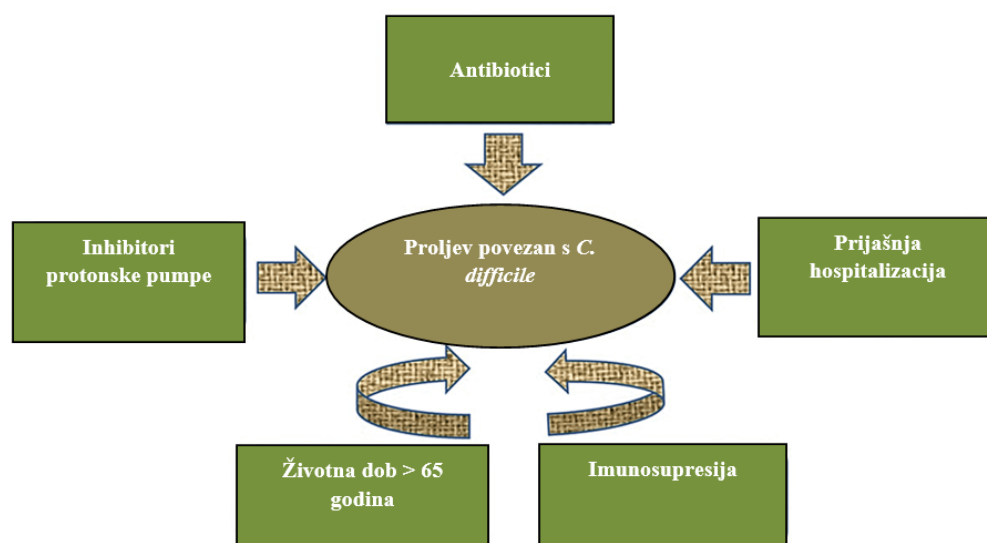 Antibiotici
Inhibitori
protonske pumpe
Proljev povezan s C.
difficile
Prijašnja
hospitalizacija
Životna dob > 65
godina
Imunosupresija